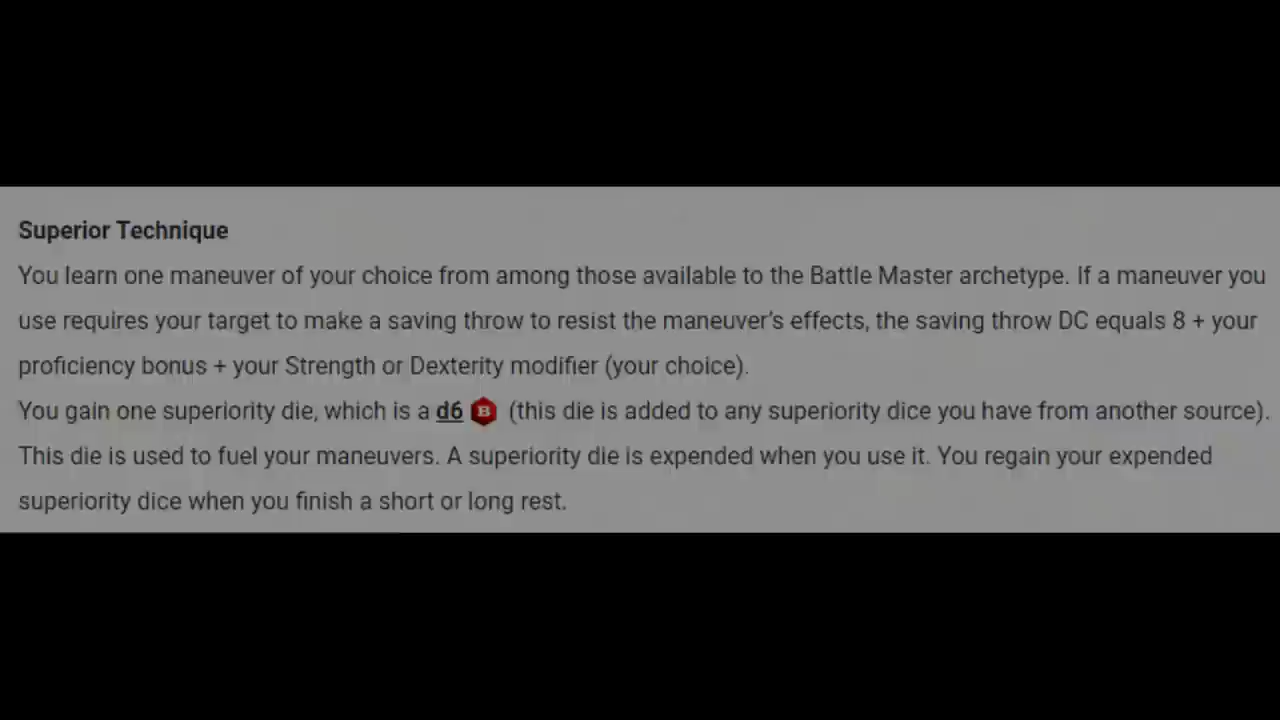 Superior Technique
You learn one maneuver of your choice from among those available to the Battle Master archetype. If a maneuver you
use requires your target to make a saving throw to resist the maneuver's effects, the saving throw DC equals 8 + your
proficiency bonus + your Strength or Dexterity modifier (your choice).
You gain one superiority die, which is a d6 B (this die is added to any superiority dice you have from another source).
This die is used to fuel your maneuvers. A superiority die is expended when you use it. You regain your expended
superiority dice when you finish a short or long rest.